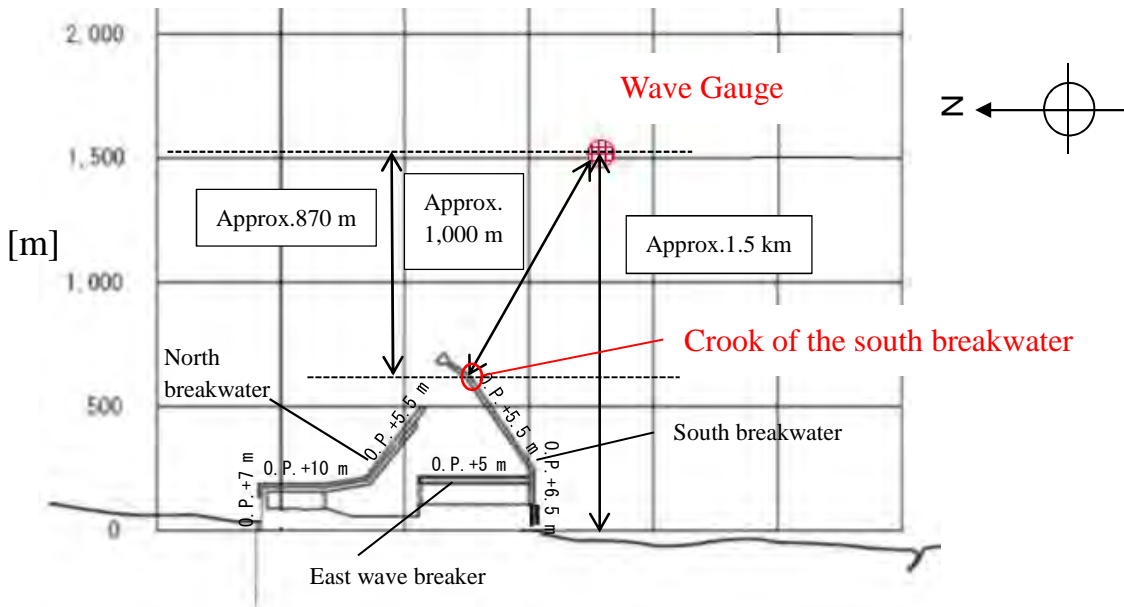 2,000
Wave Gauge
N
1,500
Approx.870 m
Approx.
1,000 m
Approx.1.5 km
[m]
1,000
Crook of the south breakwater
North
breakwater
500
O.P.+5.5 m
O.P.+5.5 m
South breakwater
O.P.+7 m
O.P.+10 m
O.P.+5 m
O.P.+6.5 m
0
East wave breaker